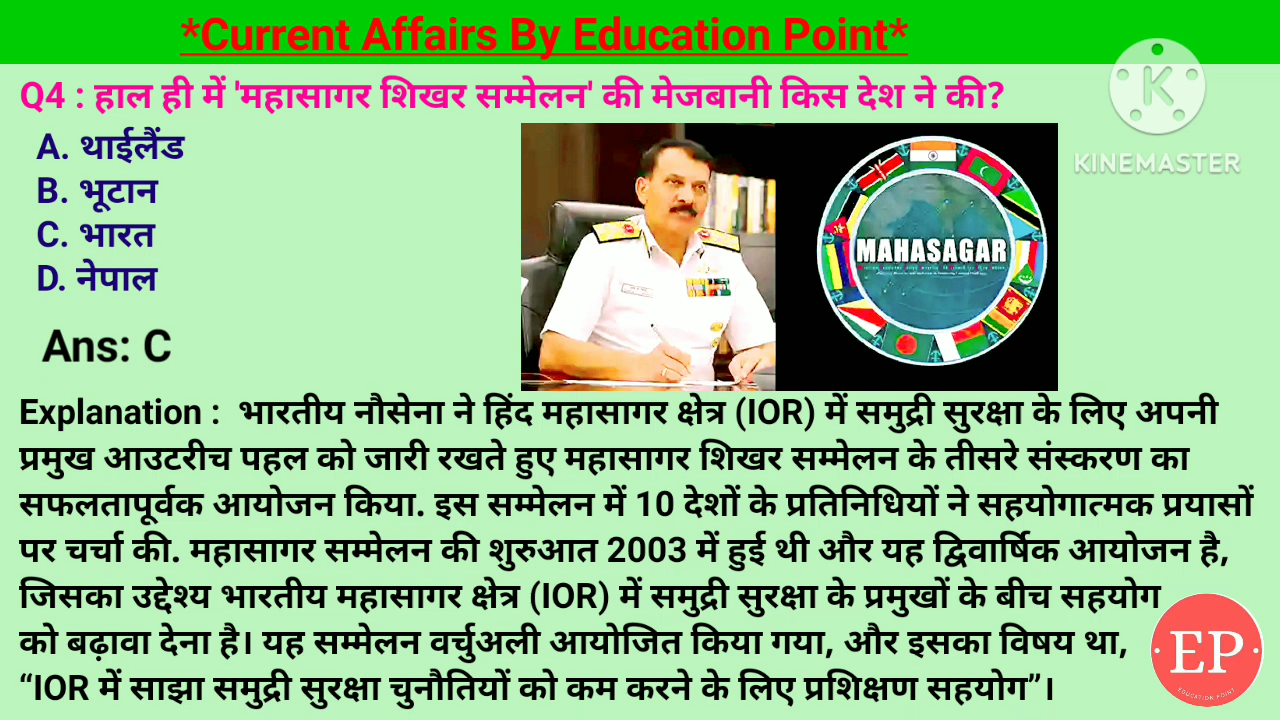 *Current Affairs By Education Point*
Q4 : हाल ही में 'महासागर शिखर सम्मेलन' की मेजबानी किस देश ने की?
A. थाईलैंड
B. भूटान
C. भारत
D. नेपाल
Ans: C
KINEMASTER
MAHASAGAR
Explanation : भारतीय नौसेना ने हिंद महासागर क्षेत्र (IOR) में समुद्री सुरक्षा के लिए अपनी
प्रमुख आउटरीच पहल को जारी रखते हुए महासागर शिखर सम्मेलन के तीसरे संस्करण का
सफलतापूर्वक आयोजन किया. इस सम्मेलन में 10 देशों के प्रतिनिधियों ने सहयोगात्मक प्रयासों
पर चर्चा की. महासागर सम्मेलन की शुरुआत 2003 में हुई थी और यह द्विवार्षिक आयोजन है,
जिसका उद्देश्य भारतीय महासागर क्षेत्र (IOR) में समुद्री सुरक्षा के प्रमुखों के बीच सहयोग
को बढ़ावा देना है। यह सम्मेलन वर्चुअली आयोजित किया गया, और इसका विषय था,
“IOR में साझा समुद्री सुरक्षा चुनौतियों को कम करने के लिए प्रशिक्षण सहयोग”।
EP
EDUCATION POINT